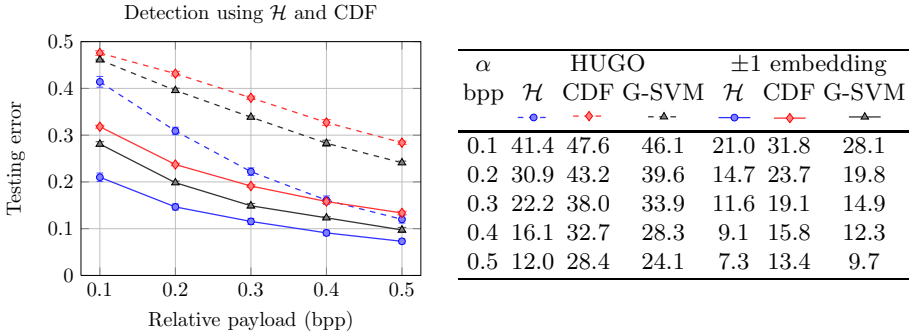 Detection using ℋ and CDF
Testing error
0.5
0.4
0.3
0.2
0.1
0
0.1 0.2 0.3 0.4 0.5
Relative payload (bpp)
α HUGO ±1 embedding
bpp ℋ CDF G-SVM ℋ CDF G-SVM
0.1 41.4 47.6 46.1 21.0 31.8 28.1
0.2 30.9 43.2 39.6 14.7 23.7 19.8
0.3 22.2 38.0 33.9 11.6 19.1 14.9
0.4 16.1 32.7 28.3 9.1 15.8 12.3
0.5 12.0 28.4 24.1 7.3 13.4 9.7